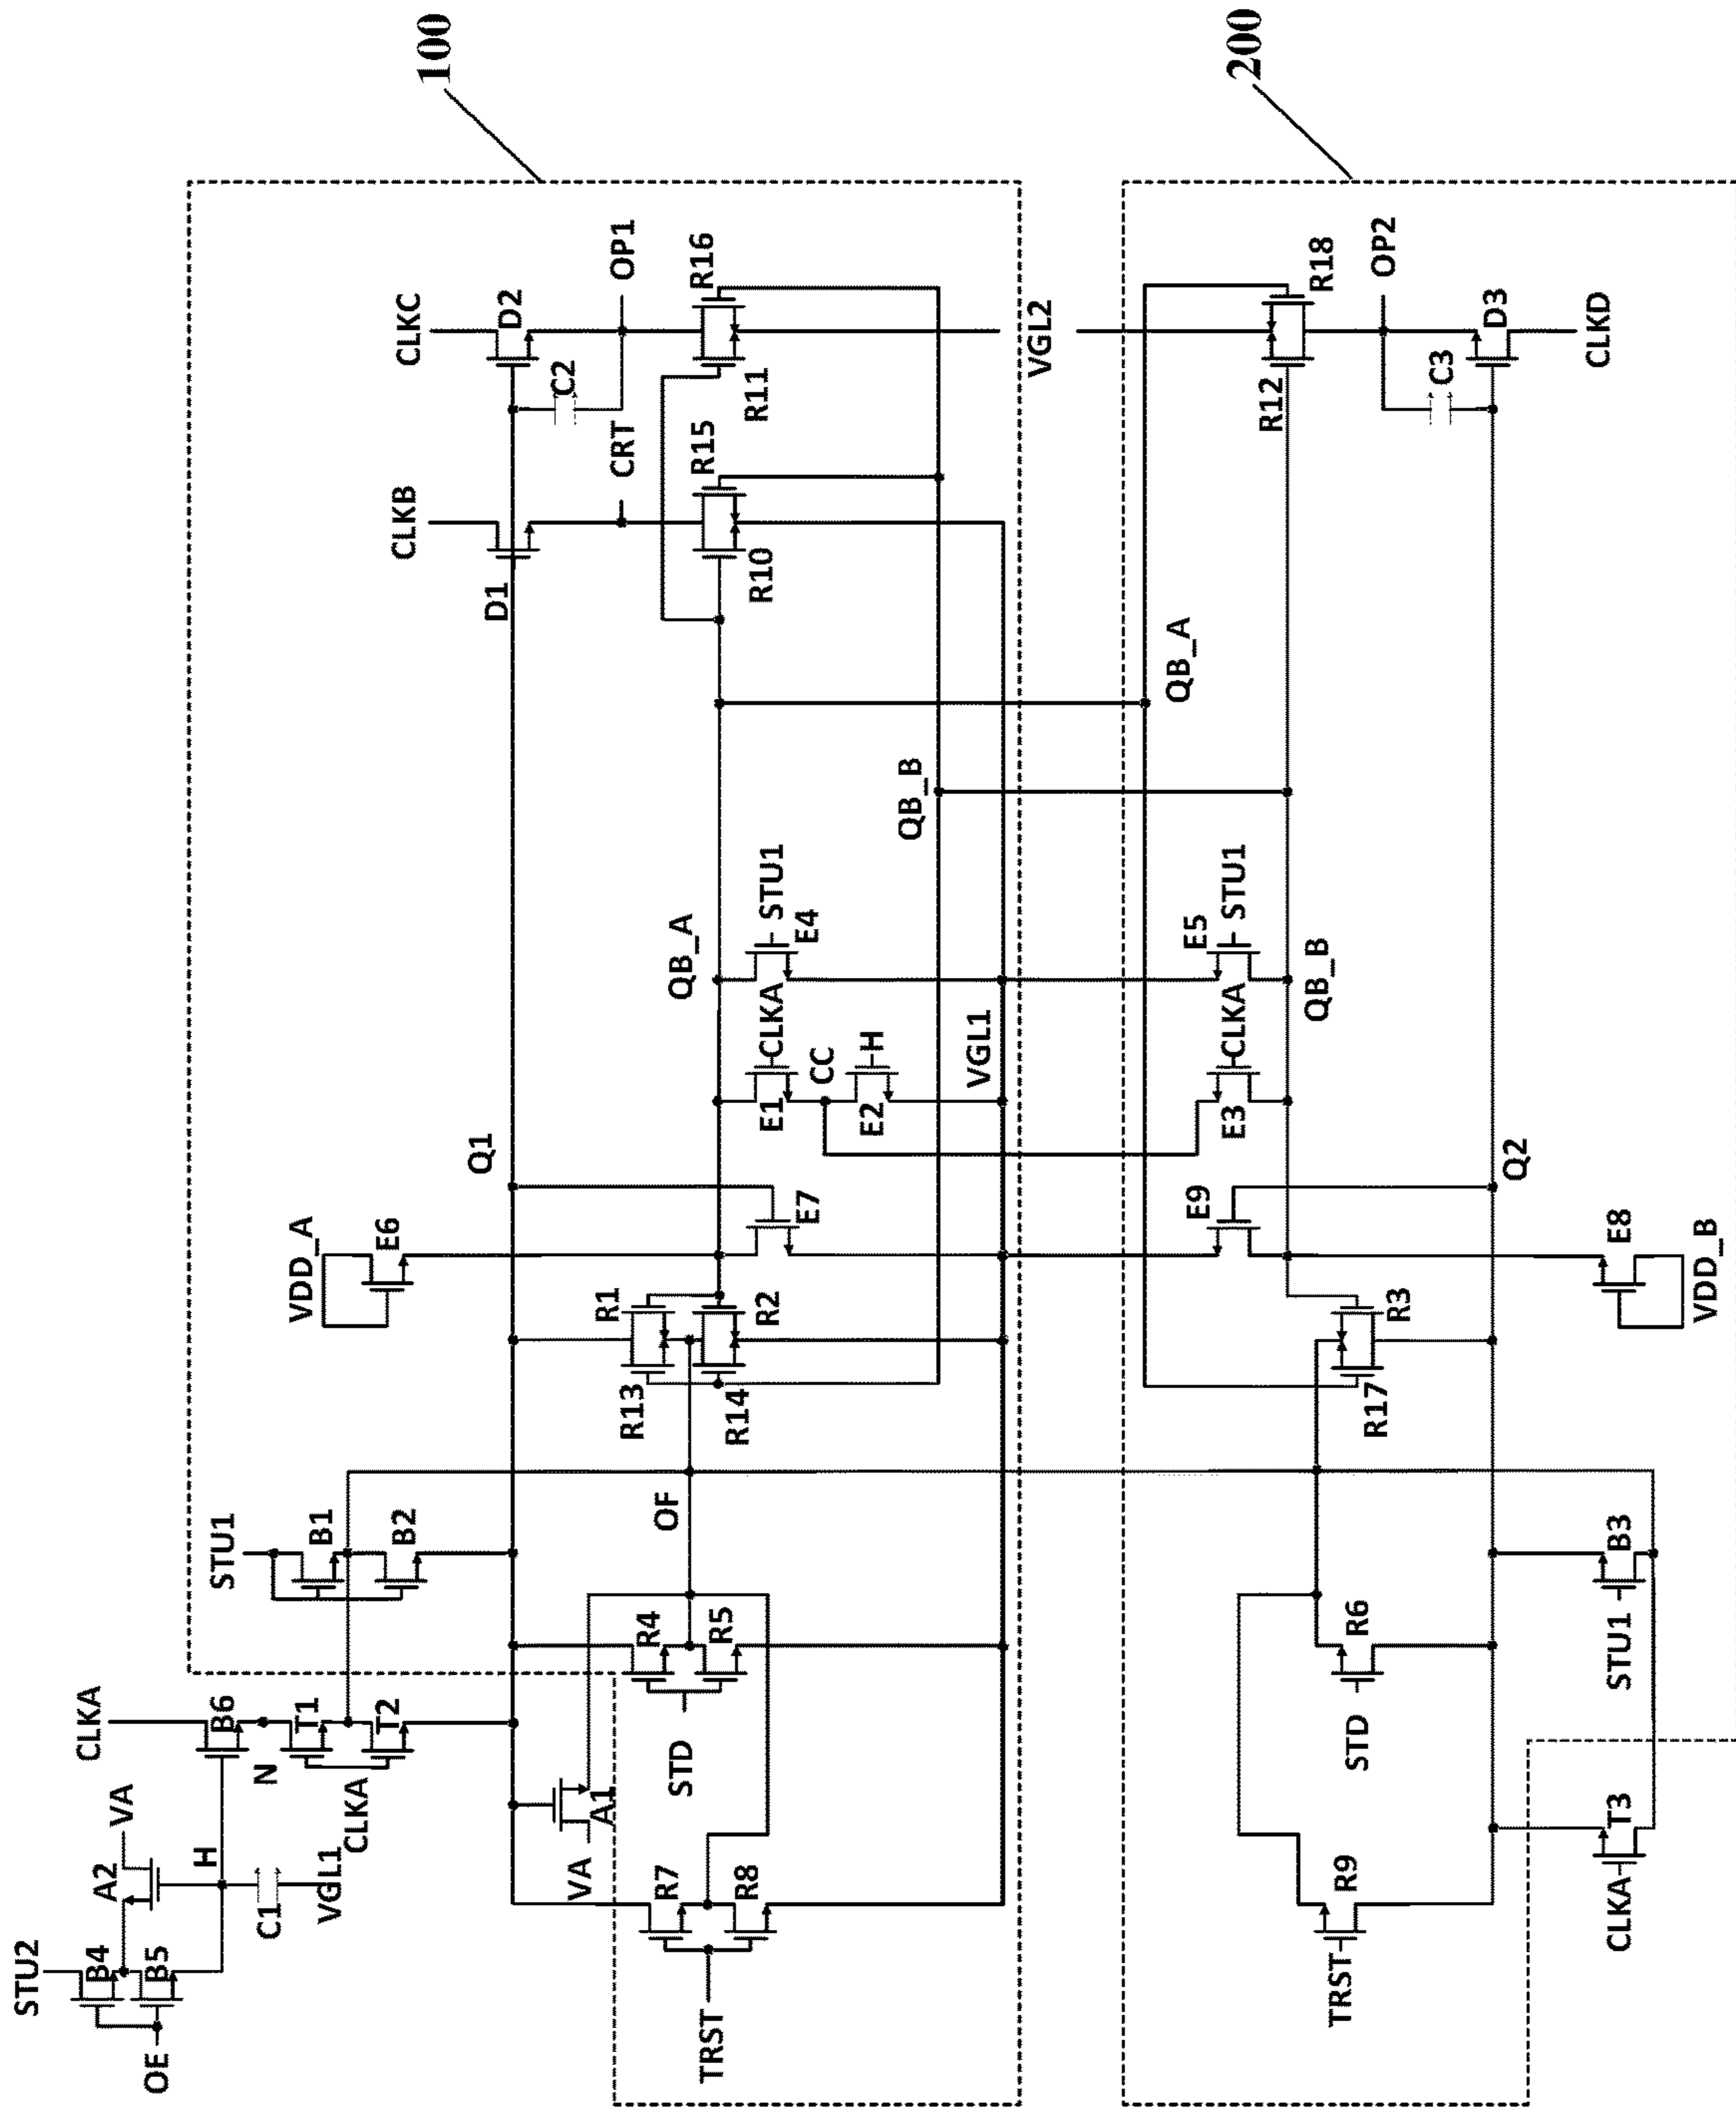 STU2
OE
B4
B5
A2
VA
H
C1
VGL1
CLKA
B6
N
T1
T2
CLKA
STU1
B1
B2
VDD_A
E6
Q1
CLKB
D1
CLKC
D2
C2
CRT
OP1
100
VA
A1
TRST
R7
R8
STD
R4
R5
OF
R13
R1
R14
R2
E7
QB_A
E1
CLKA
CC
E2
H
STU1
E4
VGL1
QB_B
R10
R15
R11
R16
VGL2
QB_A
200
TRST
R9
CLKA
T3
STD
R6
STU1
B3
R17
R3
E9
E8
VDD_B
Q2
E3
CLKA
E5
STU1
QB_B
R12
R18
OP2
C3
D3
CLKD